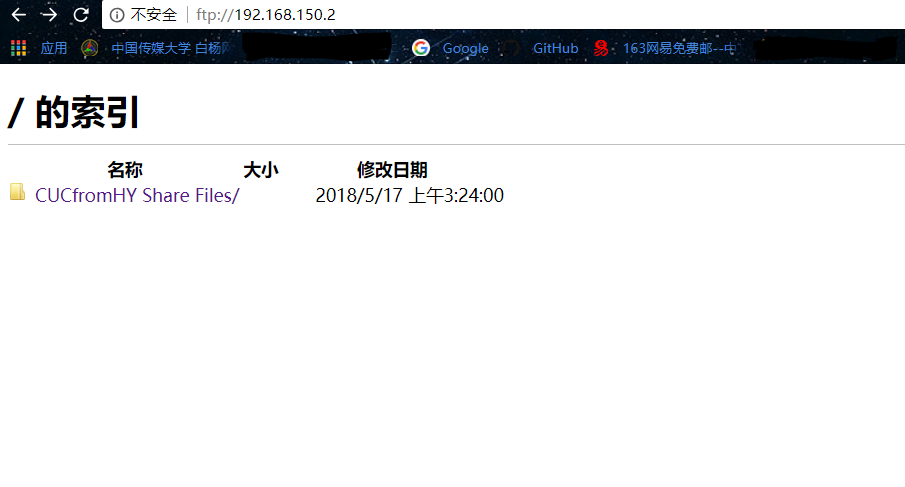 不安全 ftp://192.168.150.2
应用 中国传媒大学 白杨 Google GitHub 163网易免费邮--中
/ 的索引
名称 大小 修改日期
CUCfromHY Share Files/ 2018/5/17 上午3:24:00